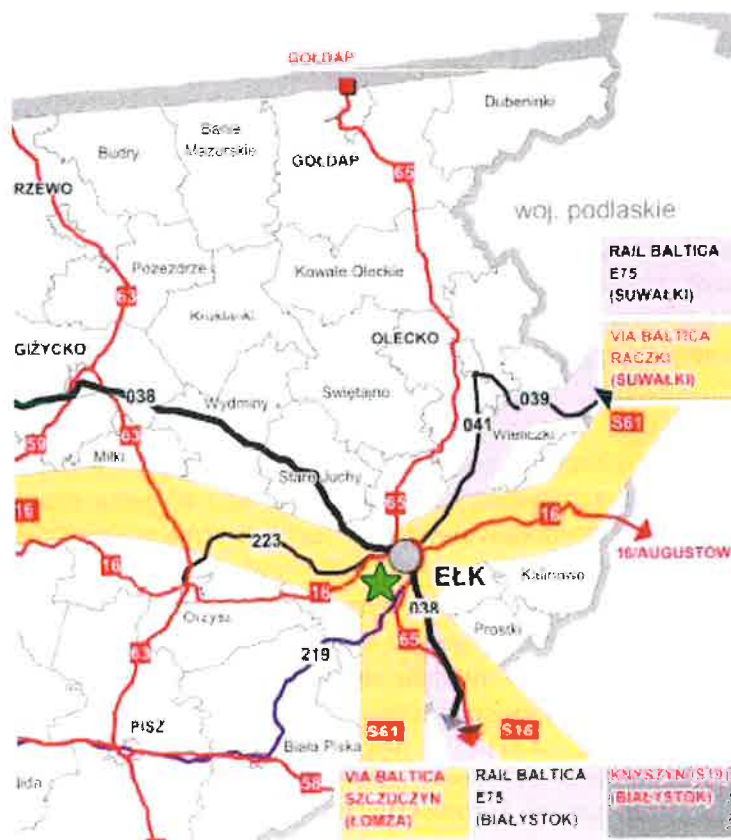 GOŁDAP
Dubeninki
Banie
Mazurskie
Budry
GOŁDAP
65
RZEWO
woj. podlaskie
RAIL BALTICA
E75
(SUWAŁKI)
Pozezdrze
Kowale Oleckie
63
Kruklanki
VIA BALTICA
RACZKI
(SUWAŁKI)
GIŻYCKO
OLECKO
038
Świętajno
039
Wydminy
S61
041
59
63
Wieliczki
Miłki
Stare Juchy
65
16
16
223
16/AUGUSTÓW
16
EŁK
Kalinowo
16
038
Orzysz
Prostki
65
219
63
PISZ
S61
S16
Biała Piska
58
VIA BALTICA
SZCZUCZYN
(ŁOMŻA)
RAIL BALTICA
E75
(BIAŁYSTOK)
KNYSZYN (S19)
(BIAŁYSTOK)